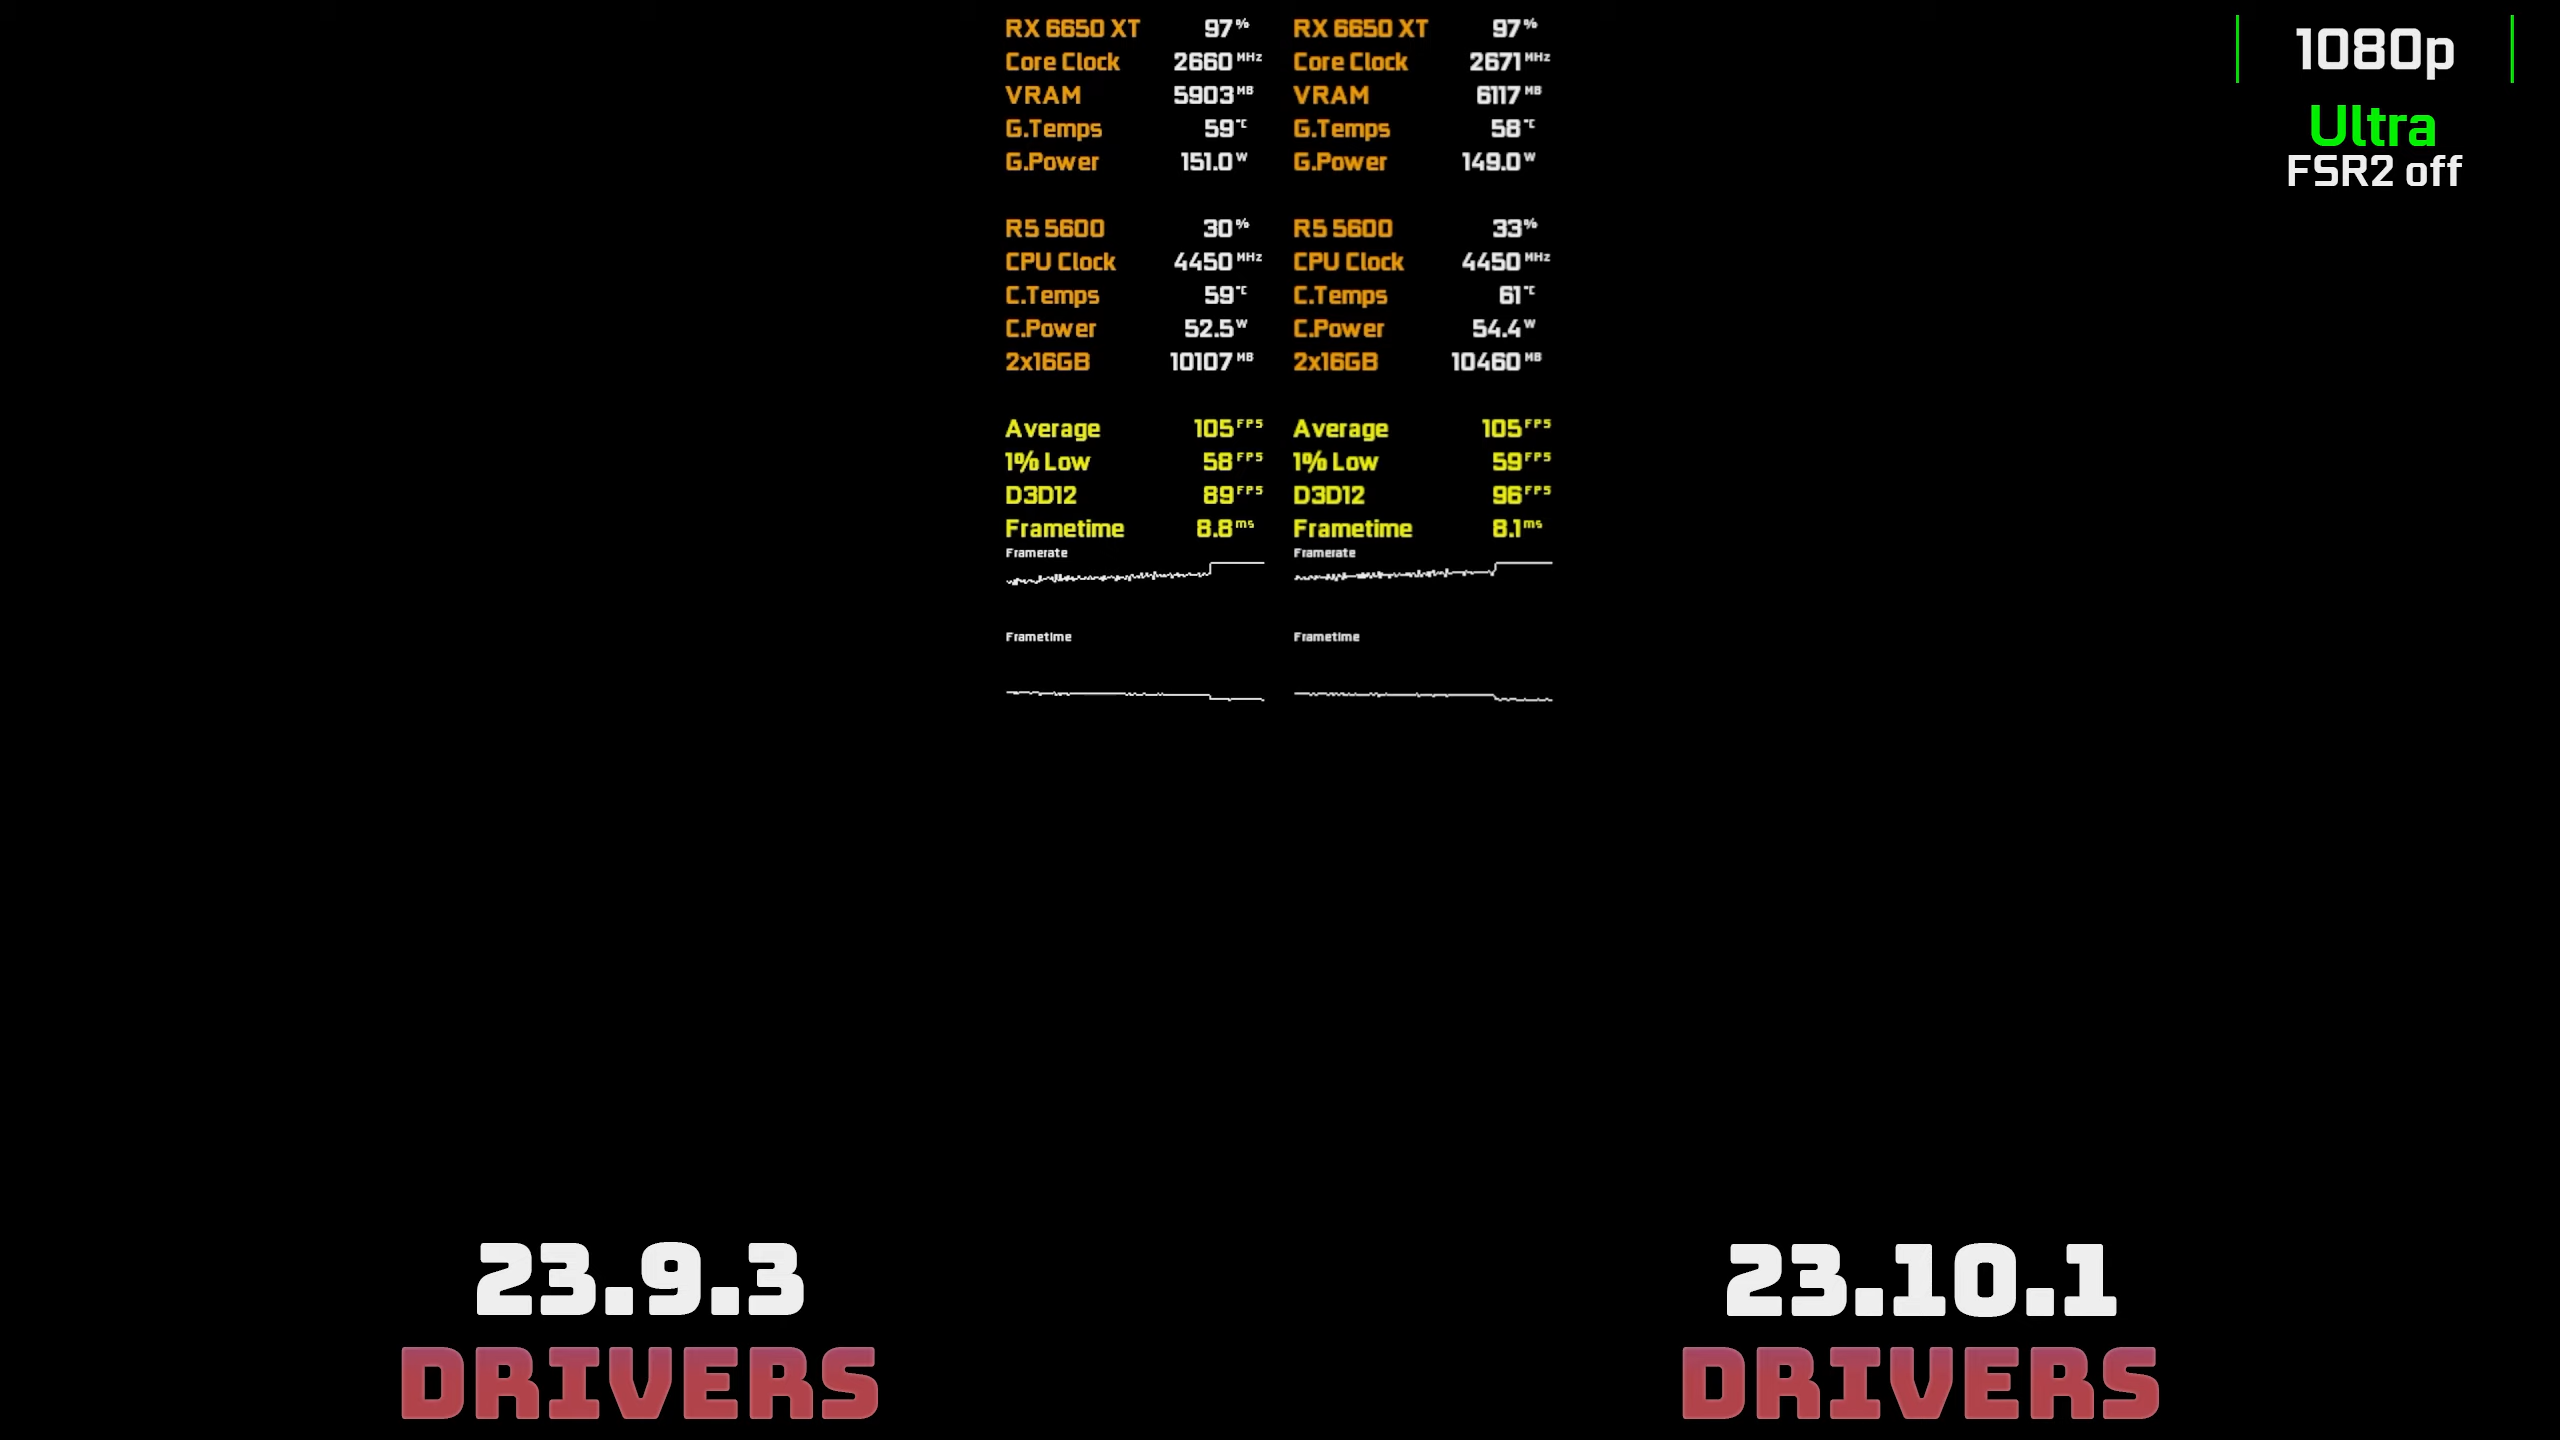 RX 6650 XT 97% RX 6650 XT 97%
Core Clock 2660 MHz Core Clock 2671 MHz
VRAM 5903 MB VRAM 6117 MB
G.Temps 59 °C G.Temps 58 °C
G.Power 151.0 W G.Power 149.0 W
R5 5600 30% R5 5600 33%
CPU Clock 4450 MHz CPU Clock 4450 MHz
C.Temps 59 °C C.Temps 61 °C
C.Power 52.5 W C.Power 54.4 W
2x16GB 10107 MB 2x16GB 10460 MB
Average 105 FPS Average 105 FPS
1% Low 58 FPS 1% Low 59 FPS
D3D12 89 FPS D3D12 96 FPS
Frametime 8.8 ms Frametime 8.1 ms
Framerate Framerate
Frametime Frametime
1080p
Ultra
FSR2 off
23.9.3 23.10.1
DRIVERS DRIVERS